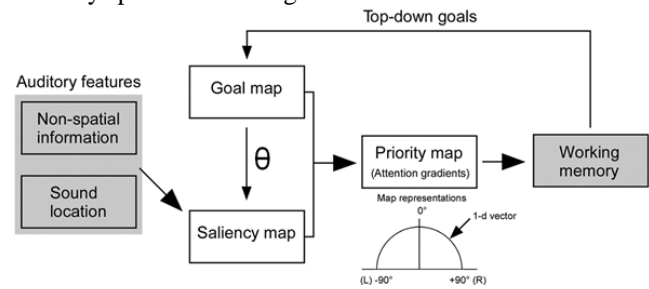 Top-down goals
Auditory features
Goal map
Non-spatial
information
θ
Priority map
(Attention gradients)
Working
memory
Sound
location
Saliency map
Map representations
0°
1-d vector
(L) -90°
+90° (R)